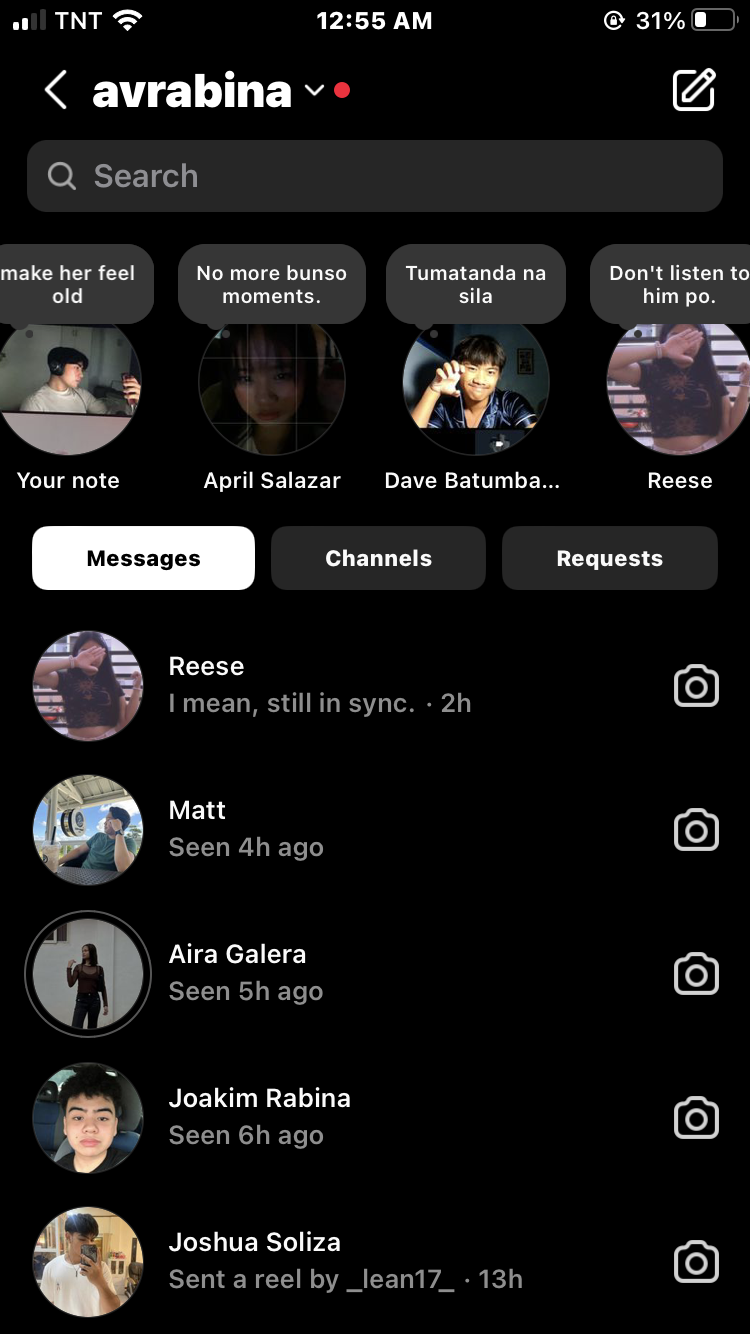 TNT 12:55 AM 31%
avrabina
Search
make her feel
old
No more bunso
moments.
Tumatanda na
sila
Don't listen to
him po.
Your note
April Salazar
Dave Batumba...
Reese
Messages
Channels
Requests
Reese
I mean, still in sync. · 2h
Matt
Seen 4h ago
Aira Galera
Seen 5h ago
Joakim Rabina
Seen 6h ago
Joshua Soliza
Sent a reel by _lean17_ · 13h